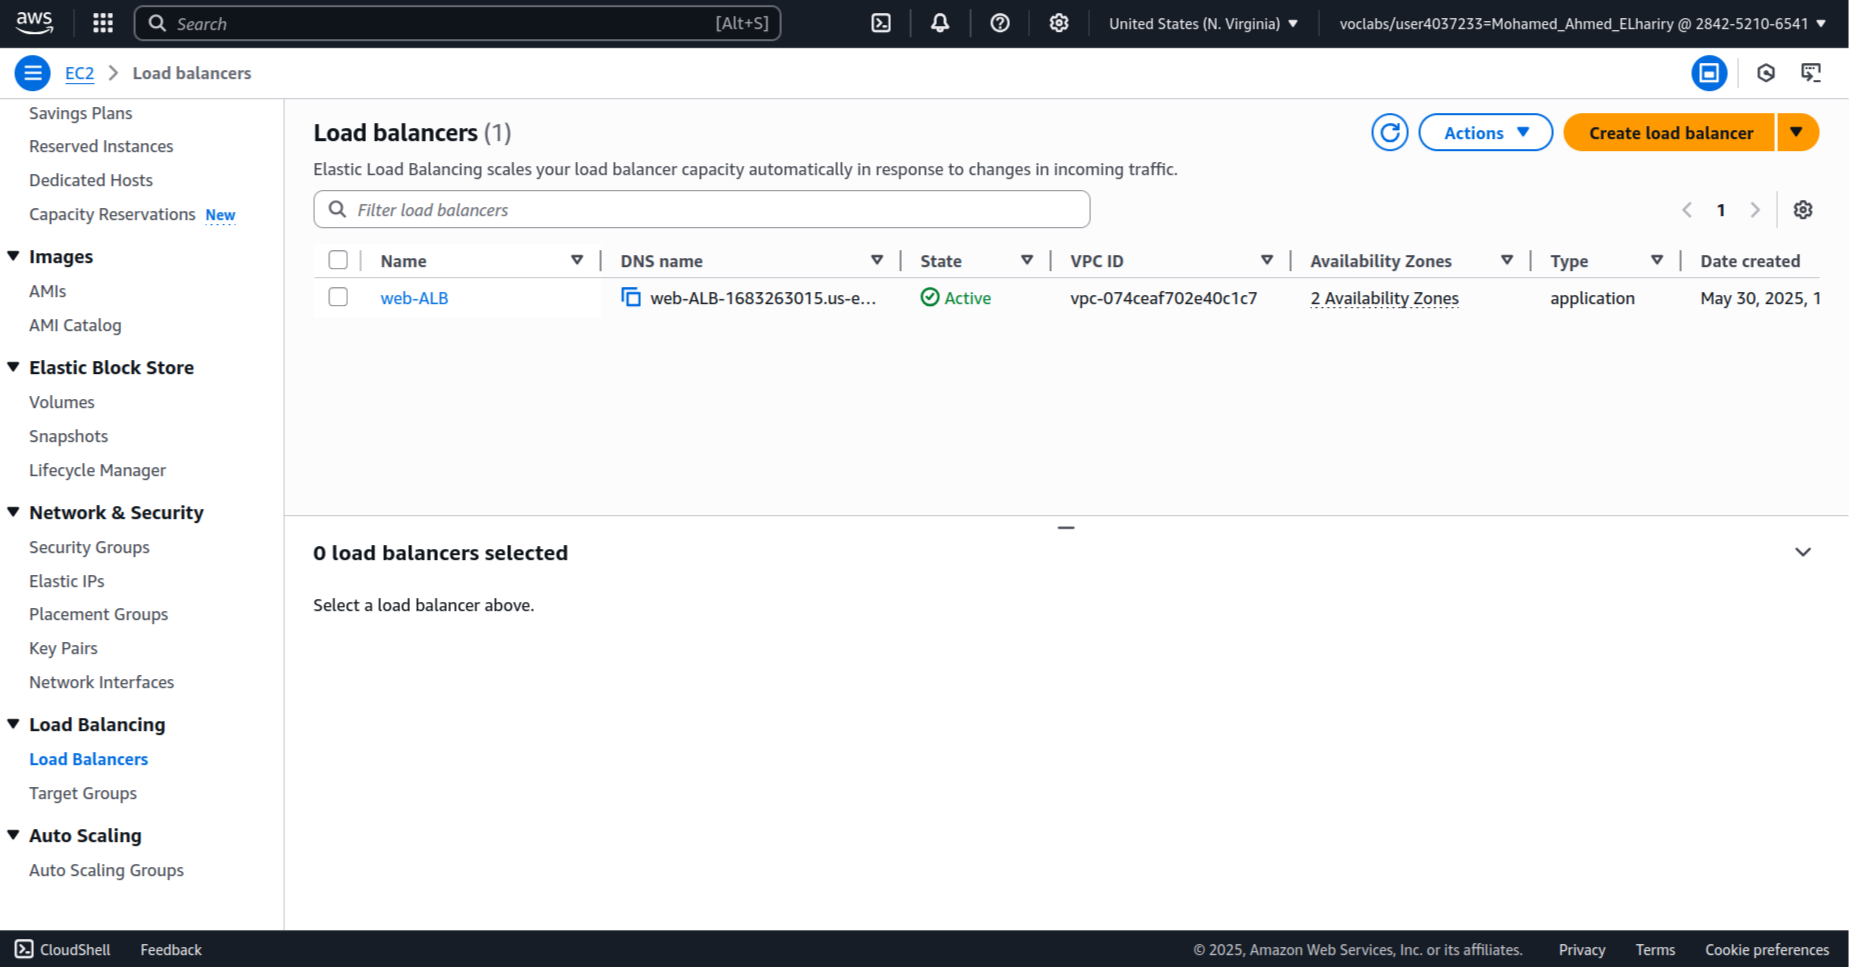 aws
Search [Alt+S]
United States (N. Virginia)
voclabs/user4037233=Mohamed_Ahmed_ELhariry @ 2842-5210-6541
EC2 Load balancers
Savings Plans
Reserved Instances
Dedicated Hosts
Capacity Reservations New
Images
AMIs
AMI Catalog
Elastic Block Store
Volumes
Snapshots
Lifecycle Manager
Network & Security
Security Groups
Elastic IPs
Placement Groups
Key Pairs
Network Interfaces
Load Balancing
Load Balancers
Target Groups
Auto Scaling
Auto Scaling Groups
Load balancers (1)
Actions
Create load balancer
Elastic Load Balancing scales your load balancer capacity automatically in response to changes in incoming traffic.
Filter load balancers
1
Name DNS name State VPC ID Availability Zones Type Date created
web-ALB web-ALB-1683263015.us-e... Active vpc-074ceaf702e40c1c7 2 Availability Zones application May 30, 2025, 1
0 load balancers selected
Select a load balancer above.
CloudShell Feedback © 2025, Amazon Web Services, Inc. or its affiliates. Privacy Terms Cookie preferences